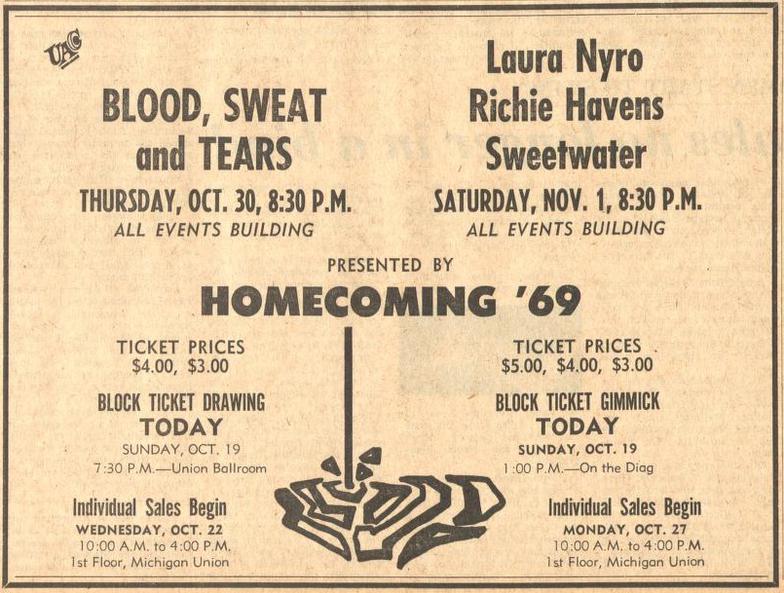 UAC
BLOOD, SWEAT
and TEARS
THURSDAY, OCT. 30, 8:30 P.M.
ALL EVENTS BUILDING
Laura Nyro
Richie Havens
Sweetwater
SATURDAY, NOV. 1, 8:30 P.M.
ALL EVENTS BUILDING
PRESENTED BY
HOMECOMING '69
TICKET PRICES
$4.00, $3.00
BLOCK TICKET DRAWING
TODAY
SUNDAY, OCT. 19
7:30 P.M.—Union Ballroom
Individual Sales Begin
WEDNESDAY, OCT. 22
10:00 A.M. to 4:00 P.M.
1st Floor, Michigan Union
TICKET PRICES
$5.00, $4.00, $3.00
BLOCK TICKET GIMMICK
TODAY
SUNDAY, OCT. 19
1:00 P.M.—On the Diag
Individual Sales Begin
MONDAY, OCT. 27
10:00 A.M. to 4:00 P.M.
1st Floor, Michigan Union